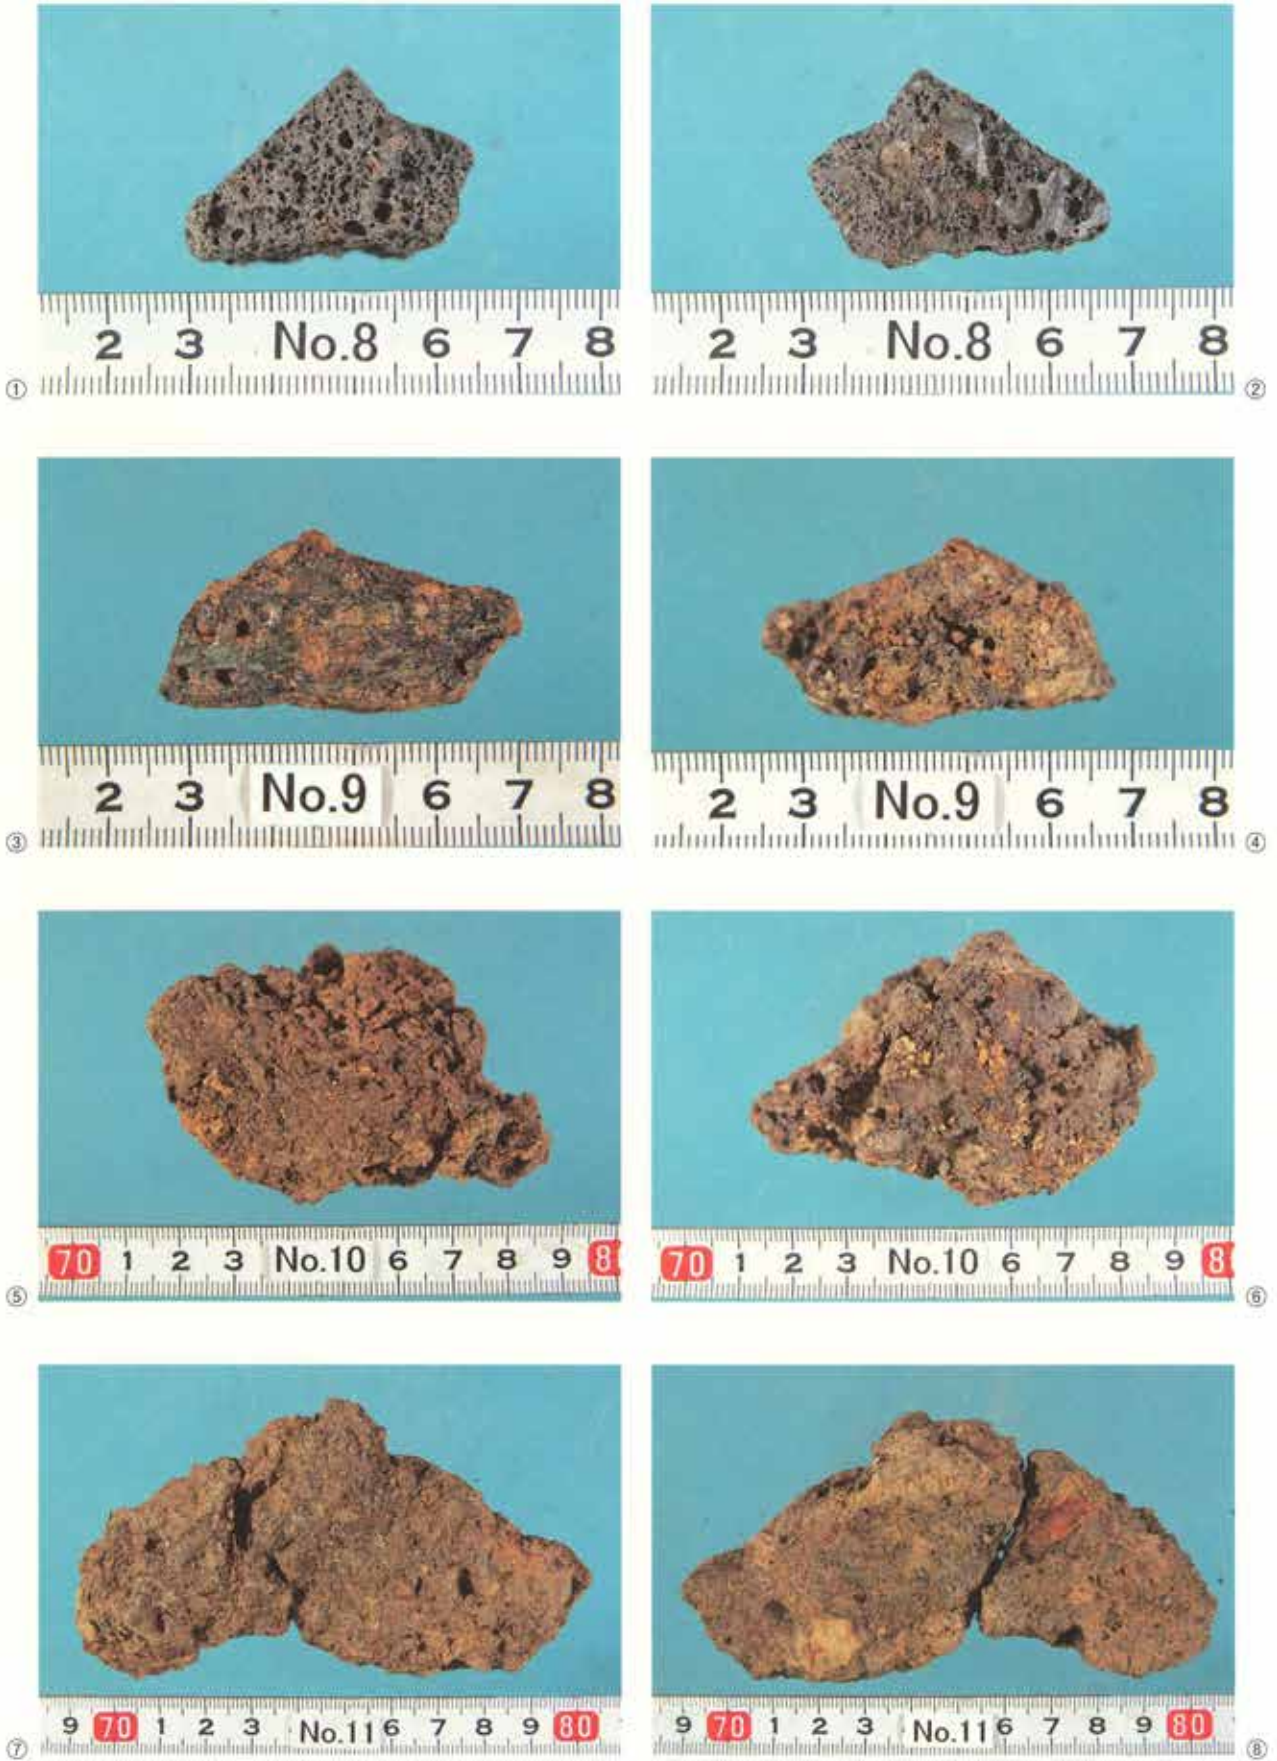 2 3 No.8 6 7 8
①
2 3 No.8 6 7 8
②
2 3 No.9 6 7 8
③
2 3 No.9 6 7 8
④
70 1 2 3 No.10 6 7 8 9
⑤
70 1 2 3 No.10 6 7 8 9
⑥
9 70 1 2 3 No.11 6 7 8 9 80
⑦
9 70 1 2 3 No.11 6 7 8 9 80
⑧